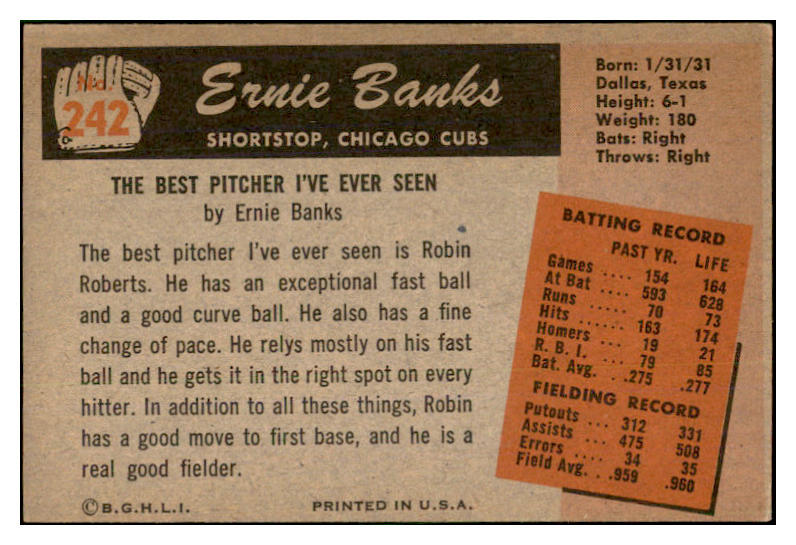 No.
242
Ernie Banks
SHORTSTOP, CHICAGO CUBS
THE BEST PITCHER I'VE EVER SEEN
by Ernie Banks
The best pitcher I've ever seen is Robin
Roberts. He has an exceptional fast ball
and a good curve ball. He also has a fine
change of pace. He relys mostly on his fast
ball and he gets it in the right spot on every
hitter. In addition to all these things, Robin
has a good move to first base, and he is a
real good fielder.
©B.G.H.L.I. PRINTED IN U.S.A.
Born: 1/31/31
Dallas, Texas
Height: 6-1
Weight: 180
Bats: Right
Throws: Right
BATTING RECORD
PAST YR. LIFE
Games .... 154 164
At Bat .... 593 628
Runs ..... 70 73
Hits ...... 163 174
Homers .... 19 21
R. B. I. .... 79 85
Bat. Avg. . .275 .277
FIELDING RECORD
Putouts ... 312 331
Assists ... 475 508
Errors .... 34 35
Field Avg. . .959 .960